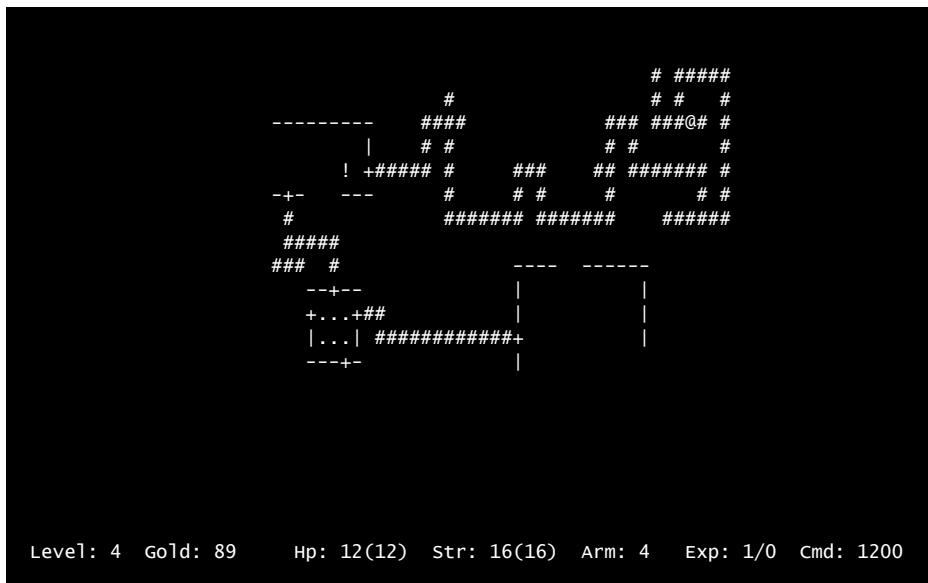 # #####
                                      #                 # #   #
                       ---------    ####            ### ###@# #
                               |    # #             # #       #
                             ! +##### #     ###    ## ####### #
                       -+-   ---      #     # #     #       # #
                        #             ####### #######    ######
                        #####
                       ###  #               ----  ------
                          --+--             |          |
                          +...+##           |          |
                          |...| ############+          |
                          ---+-             |
  Level: 4  Gold: 89     Hp: 12(12)  Str: 16(16)  Arm: 4   Exp: 1/0  Cmd: 1200